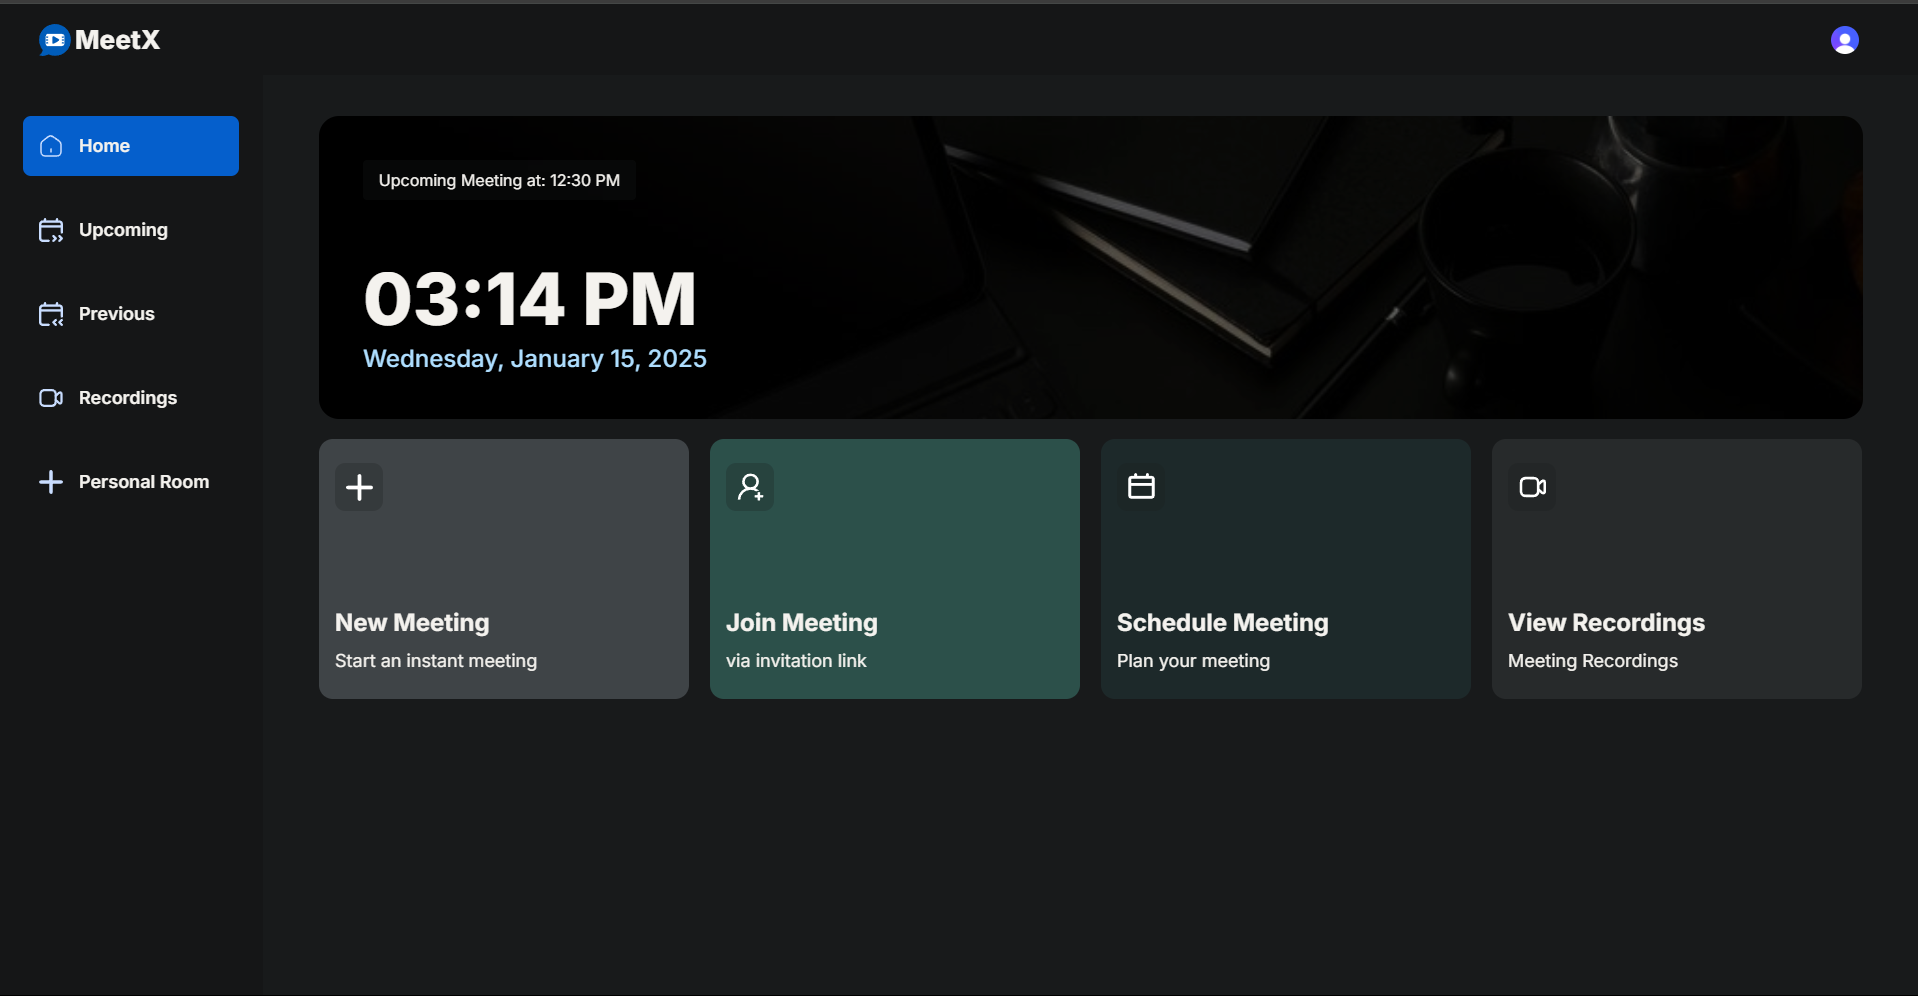 MeetX
Home
Upcoming
Previous
Recordings
Personal Room
Upcoming Meeting at: 12:30 PM
03:14 PM
Wednesday, January 15, 2025
New Meeting
Start an instant meeting
Join Meeting
via invitation link
Schedule Meeting
Plan your meeting
View Recordings
Meeting Recordings